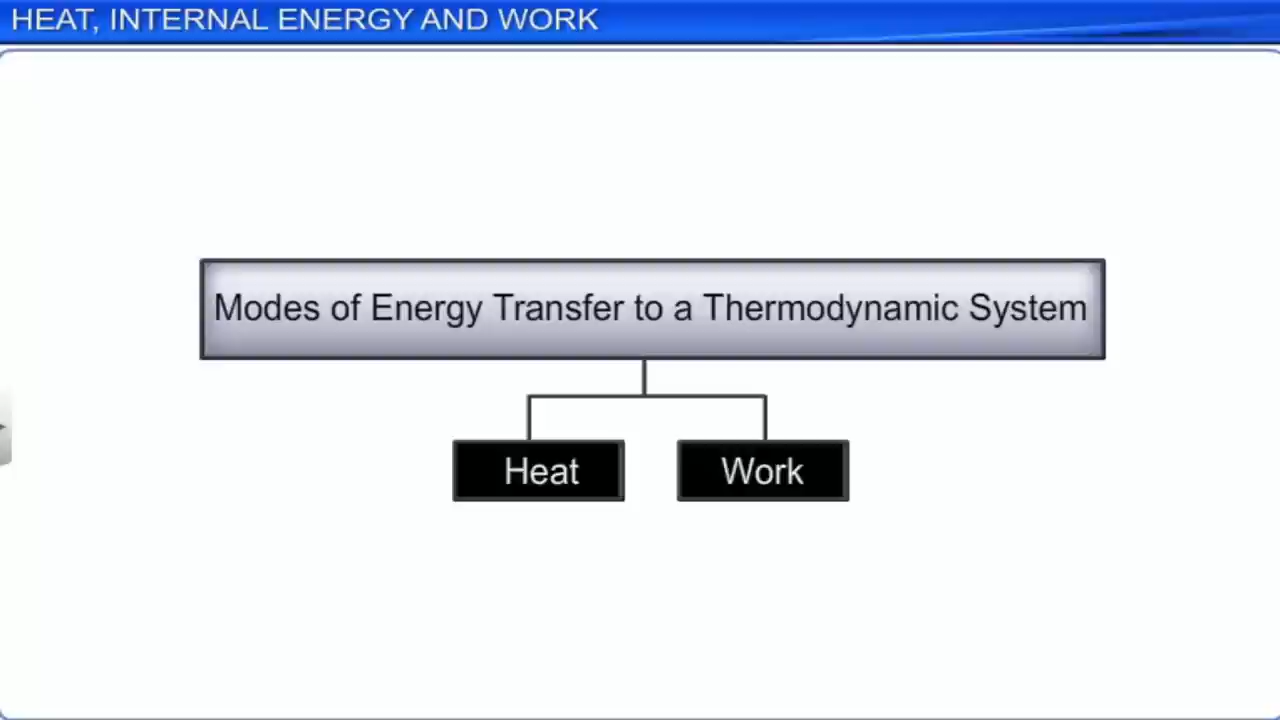 HEAT, INTERNAL ENERGY AND WORK
Modes of Energy Transfer to a Thermodynamic System
Heat
Work